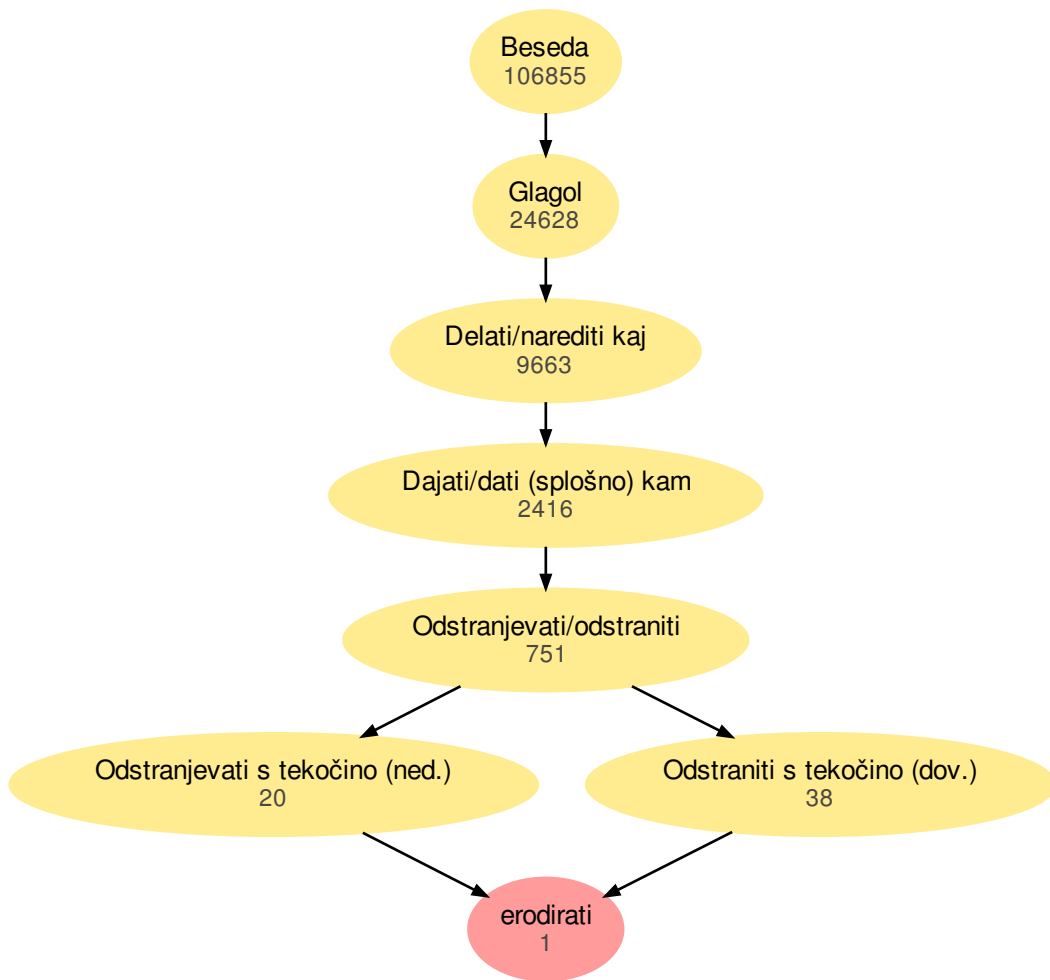 Beseda
106855
Glagol
24628
Delati/narediti kaj
9663
Dajati/dati (splošno) kam
2416
Odstranjevati/odstraniti
751
Odstranjevati s tekočino (ned.)
20
Odstraniti s tekočino (dov.)
38
erodirati
1